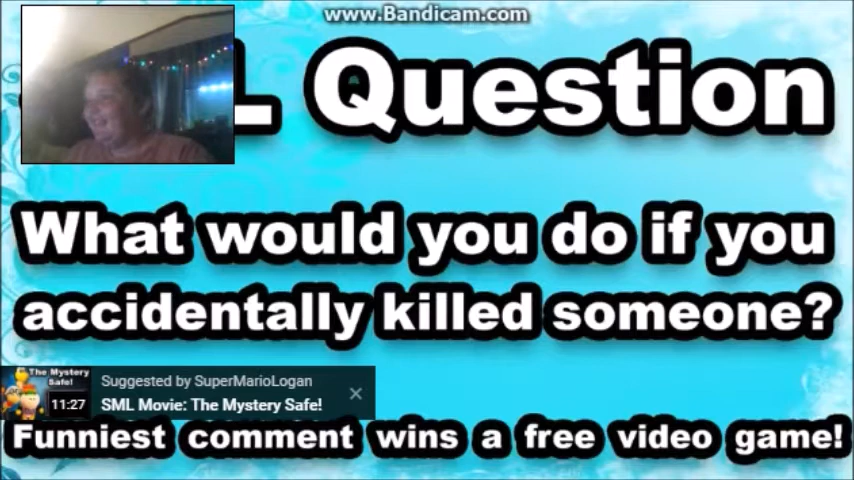 www.Bandicam.com
L Question
What would you do if you
accidentally killed someone?
The Mystery
Safe!
11:27
Suggested by SuperMarioLogan
SML Movie: The Mystery Safe!
Funniest comment wins a free video game!